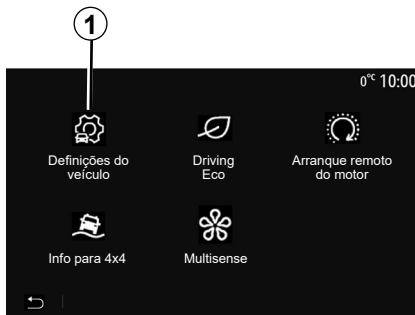 1
0°C 10:00
Definições do
veículo
Driving
Eco
Arranque remoto
do motor
Info para 4x4
Multisense